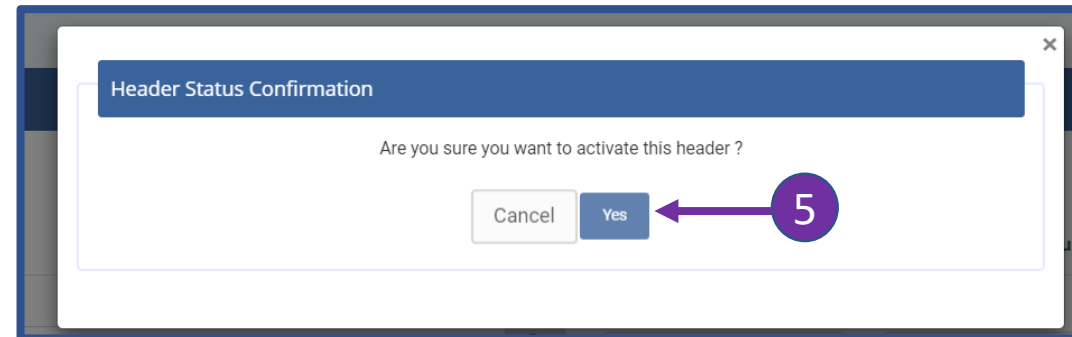 ×
Header Status Confirmation
Are you sure you want to activate this header ?
Cancel
Yes
5